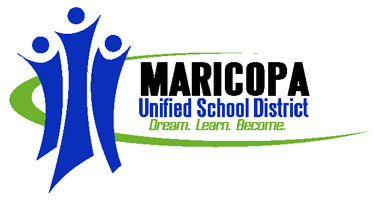 MARICOPA
Unified School District
Dream. Learn. Become.